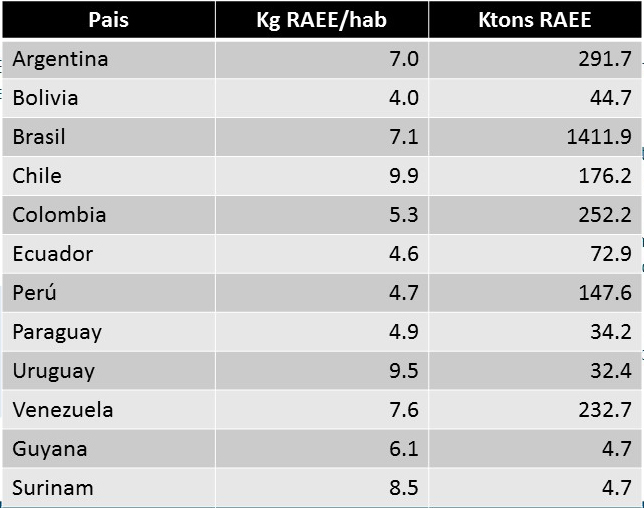 Pais Kg RAEE/hab Ktons RAEE
Argentina 7.0 291.7
Bolivia 4.0 44.7
Brasil 7.1 1411.9
Chile 9.9 176.2
Colombia 5.3 252.2
Ecuador 4.6 72.9
Perú 4.7 147.6
Paraguay 4.9 34.2
Uruguay 9.5 32.4
Venezuela 7.6 232.7
Guyana 6.1 4.7
Surinam 8.5 4.7